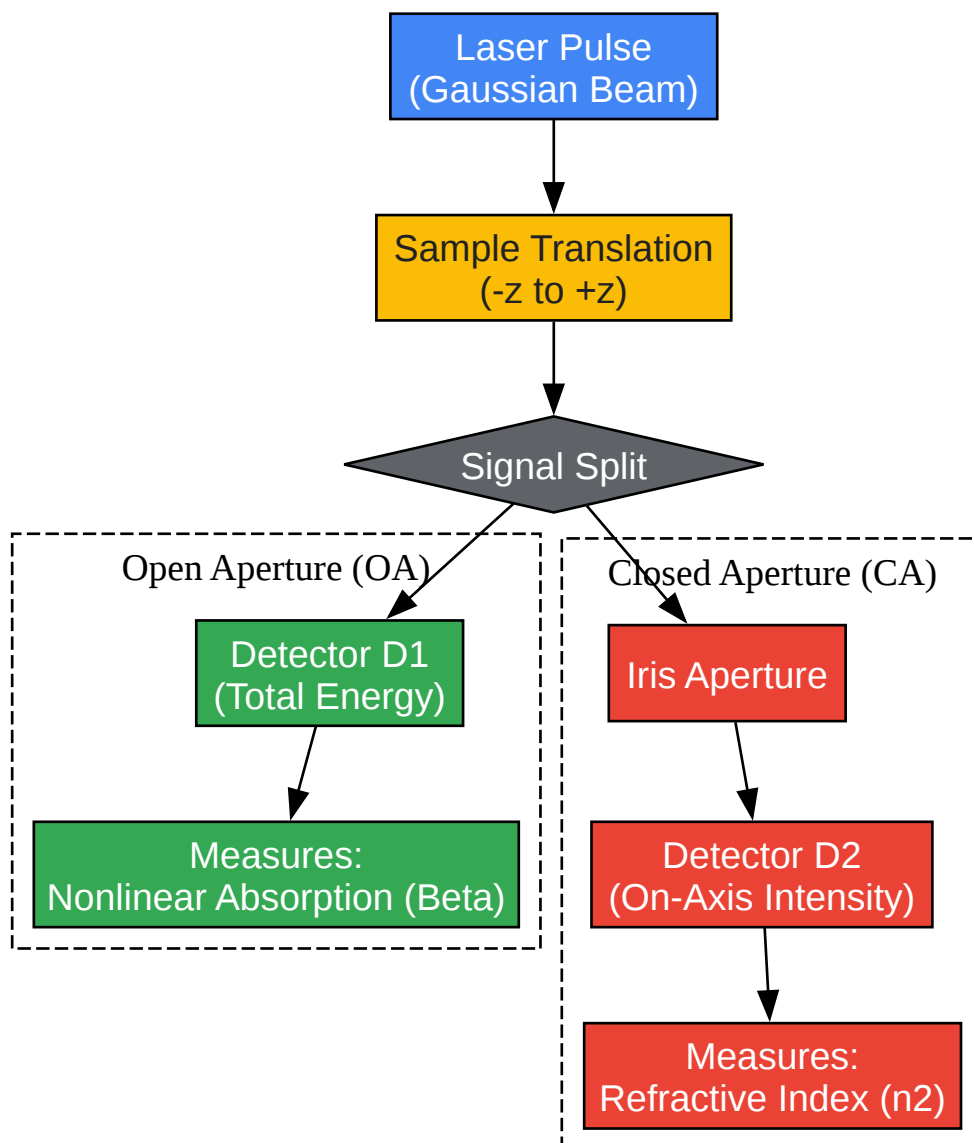 Laser Pulse
(Gaussian Beam)
Sample Translation
(-z to +z)
Signal Split
Open Aperture (OA)
Detector D1
(Total Energy)
Measures:
Nonlinear Absorption (Beta)
Closed Aperture (CA)
Iris Aperture
Detector D2
(On-Axis Intensity)
Measures:
Refractive Index (n2)